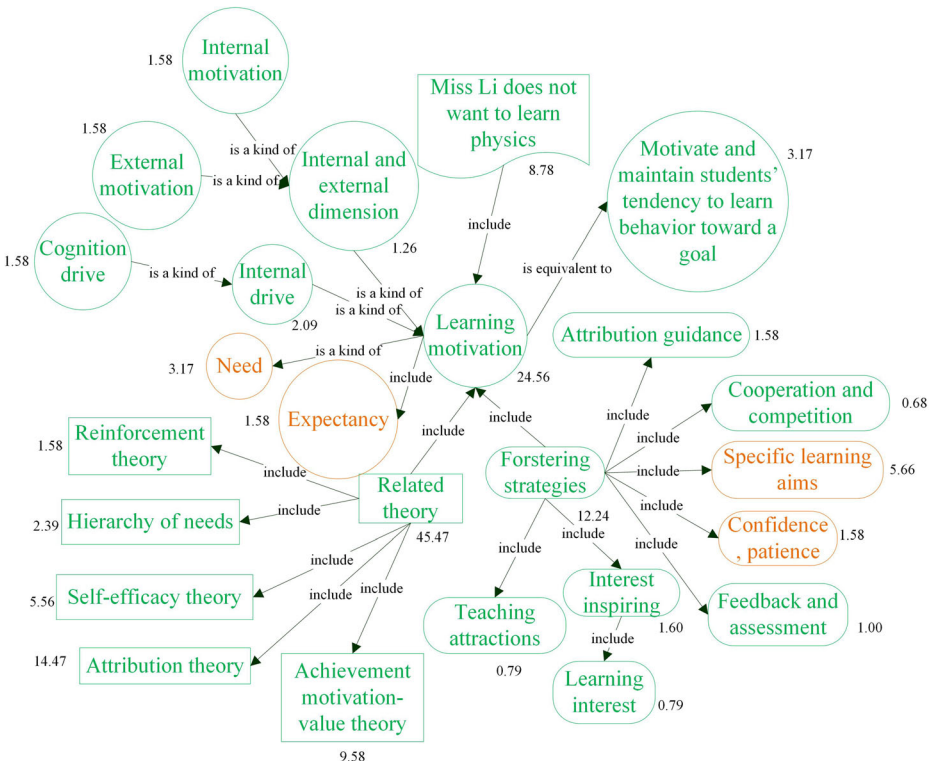 Internal
motivation
1.58
Miss Li does not
want to learn
physics
8.78
1.58
External
motivation
is a kind of
is a kind of
Internal and
external
dimension
1.26
Motivate and
maintain students'
tendency to learn
behavior toward a
goal
3.17
include
is equivalent to
1.58
Cognition
drive
is a kind of
Internal
drive
2.09
is a kind of
is a kind of
Learning
motivation
24.56
Attribution guidance
1.58
3.17
Need
is a kind of
include
1.58
Expectancy
Cooperation and
competition
0.68
include
include
include
include
1.58
Reinforcement
theory
include
Related
theory
45.47
Forstering
strategies
12.24
include
Specific learning
aims
5.66
include
Confidence
, patience
1.58
2.39
Hierarchy of needs
include
include
include
include
5.56
Self-efficacy theory
include
include
include
Teaching
attractions
0.79
Interest
inspiring
1.60
Feedback and
assessment
1.00
14.47
Attribution theory
include
Achievement
motivation-
value theory
9.58
Learning
interest
0.79